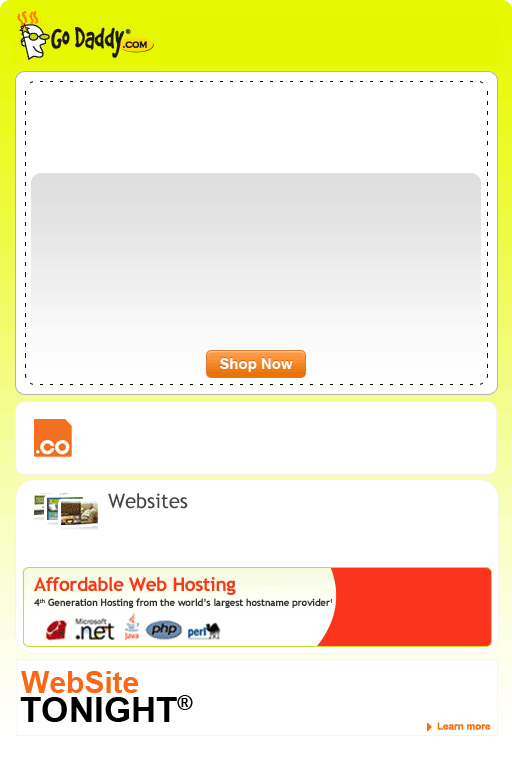 Go Daddy®.COM
Shop Now
.co
Websites
Affordable Web Hosting
4th Generation Hosting from the world's largest hostname provider¹
Microsoft
.net
Java
php
perl
WebSite
TONIGHT®
Learn more